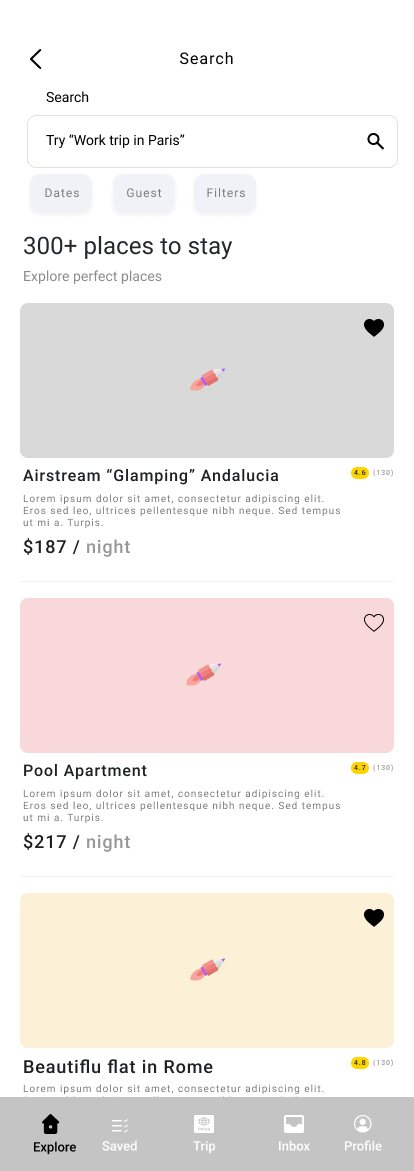 Search
Search
Try “Work trip in Paris”
Dates
Guest
Filters
300+ places to stay
Explore perfect places
Airstream “Glamping” Andalucia
4.6 (130)
Lorem ipsum dolor sit amet, consectetur adipiscing elit.
Eros sed leo, ultrices pellentesque nibh neque. Sed tempus
ut mi a. Turpis.
$187 / night
Pool Apartment
4.7 (130)
Lorem ipsum dolor sit amet, consectetur adipiscing elit.
Eros sed leo, ultrices pellentesque nibh neque. Sed tempus
ut mi a. Turpis.
$217 / night
Beautiflu flat in Rome
4.8 (130)
Lorem ipsum dolor sit amet, consectetur adipiscing elit.
Explore
Saved
Trip
Inbox
Profile